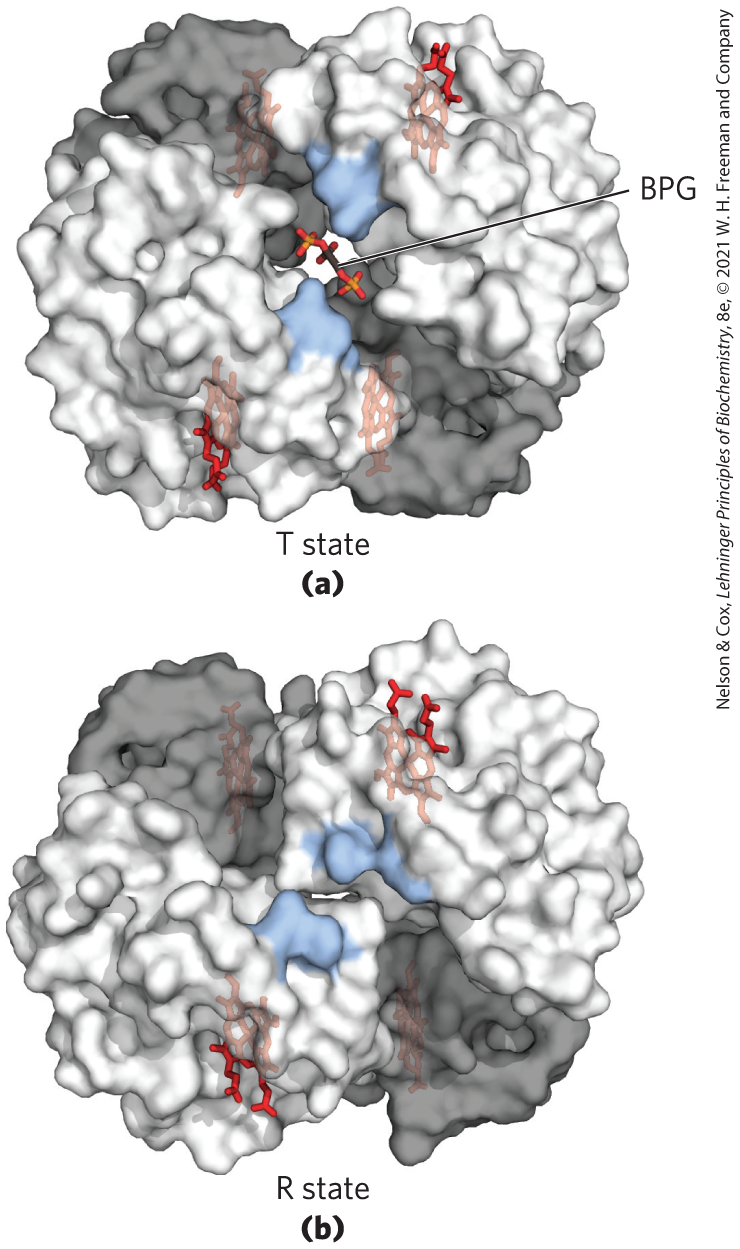 BPG
T state
(a)
R state
(b)
Nelson & Cox, Lehninger Principles of Biochemistry, 8e, © 2021 W. H. Freeman and Company